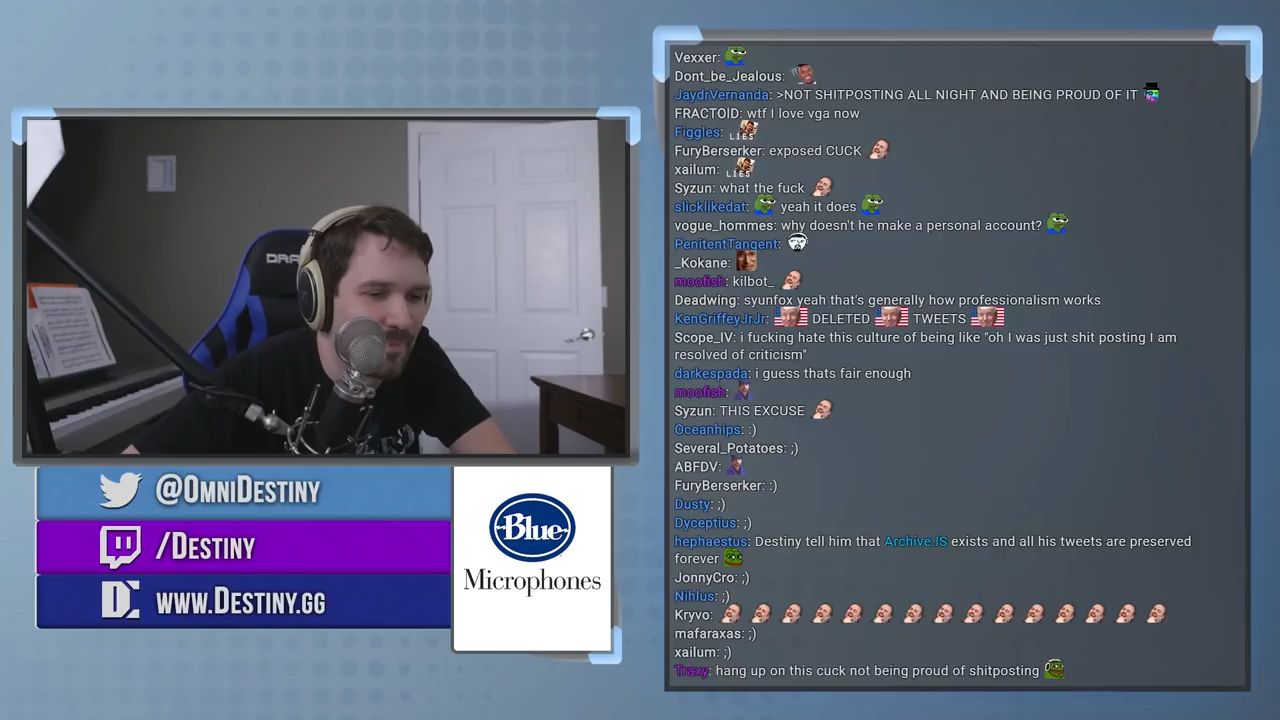 DRA
@OMNIDESTINY
/DESTINY
WWW.DESTINY.GG
Blue
Microphones
Vexxer:
Dont_be_Jealous:
JaydrVernanda: >NOT SHITPOSTING ALL NIGHT AND BEING PROUD OF IT
FRACTOID: wtf I love vga now
Figgles: LIES
FuryBerserker: exposed CUCK
xailum: LIES
Syzun: what the fuck
slicklikedat: yeah it does
vogue_hommes: why doesn't he make a personal account?
PenitentTangent:
_Kokane:
moofish: kilbot_
Deadwing: syunfox yeah that's generally how professionalism works
KenGriffeyJrJr: DELETED TWEETS
Scope_IV: i fucking hate this culture of being like "oh I was just shit posting I am
resolved of criticism"
darkespada: i guess thats fair enough
moofish:
Syzun: THIS EXCUSE
Oceanhips: :)
Several_Potatoes: ;)
ABFDV:
FuryBerserker: :)
Dusty: ;)
Dyceptius: ;)
hephaestus: Destiny tell him that Archive.IS exists and all his tweets are preserved
forever
JonnyCro: ;)
Nihlus: ;)
Kryvo:
mafaraxas: ;)
xailum: ;)
Traxy: hang up on this cuck not being proud of shitposting